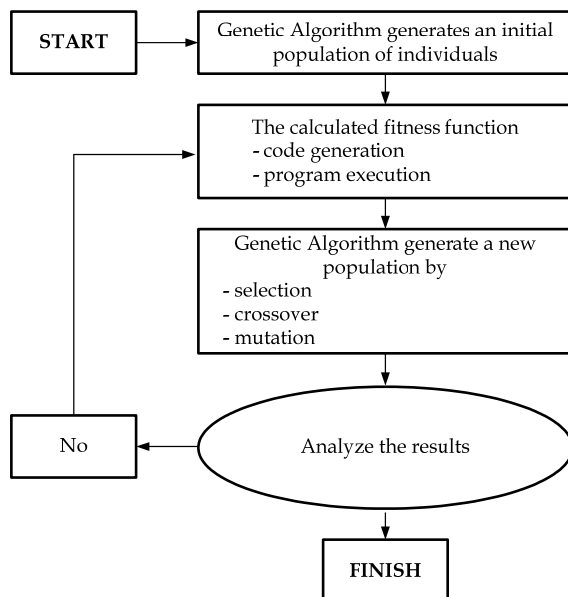 START
Genetic Algorithm generates an initial
population of individuals
The calculated fitness function
- code generation
- program execution
Genetic Algorithm generate a new
population by
- selection
- crossover
- mutation
Analyze the results
No
FINISH